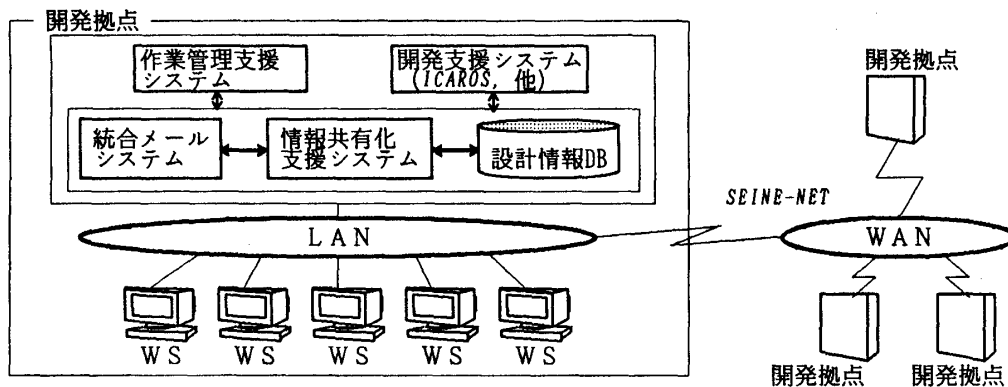 開発拠点
作業管理支援
システム
開発支援システム
(ICAROS, 他)
統合メール
システム
情報共有化
支援システム
設計情報DB
LAN
WS
WS
WS
WS
WS
SEINE-NET
開発拠点
WAN
開発拠点
開発拠点